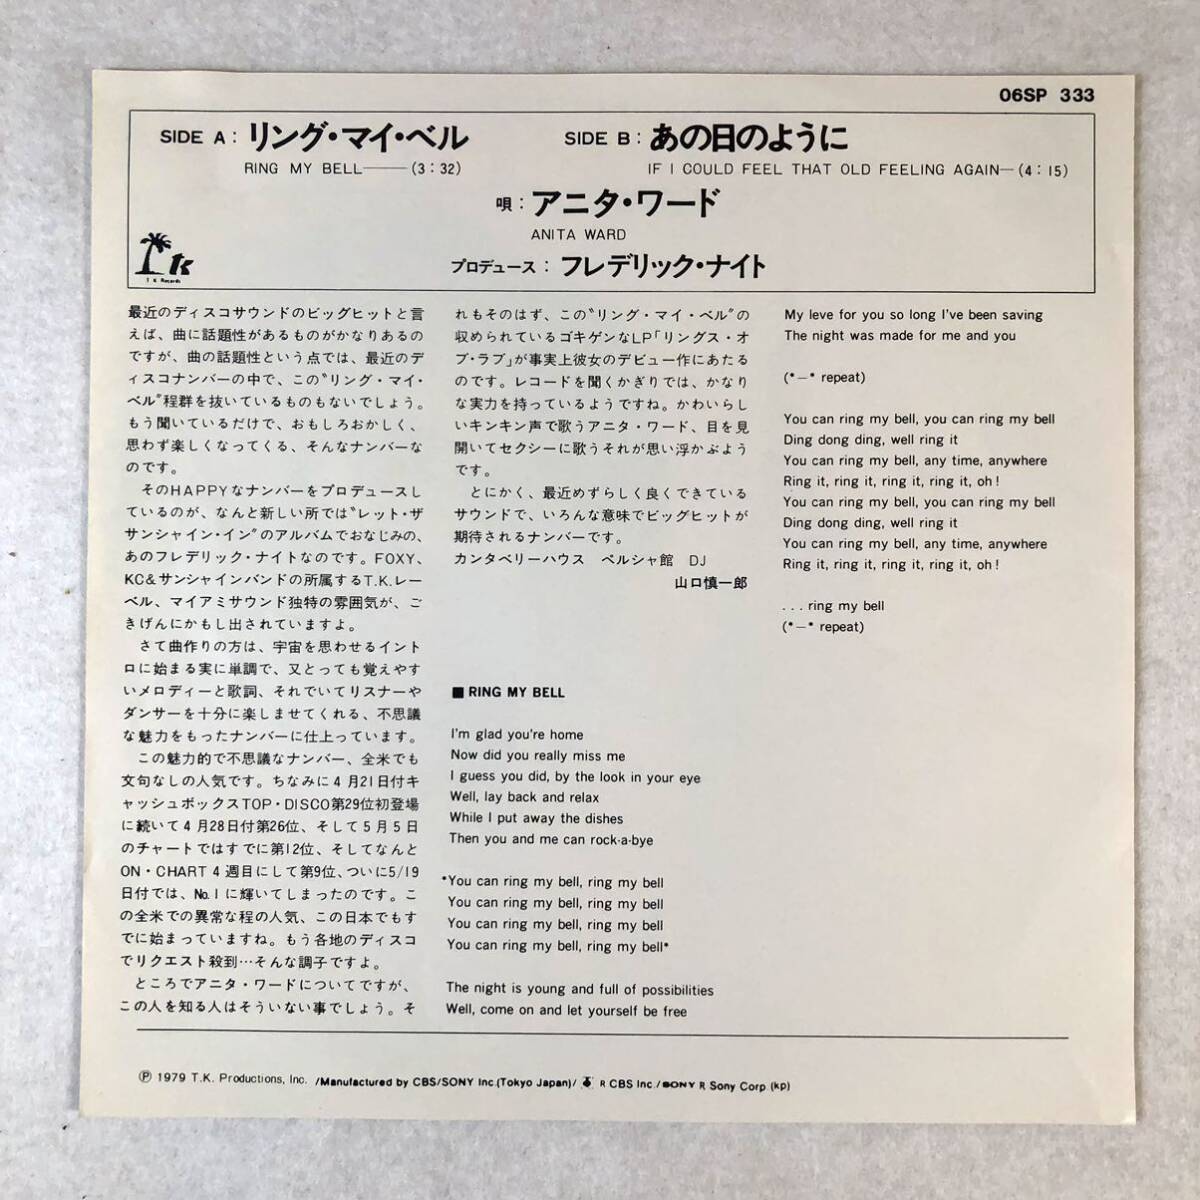 06SP 333
SIDE A : リング・マイ・ベル
RING MY BELL——(3 : 32)
SIDE B : あの日のように
IF I COULD FEEL THAT OLD FEELING AGAIN—(4 : 15)
唄 : アニタ・ワード
ANITA WARD
プロデュース : フレデリック・ナイト
TK
T. K. Records
最近のディスコサウンドのビッグヒットと言
えば、曲に話題性があるものがかなりあるの
ですが、曲の話題性という点では、最近のデ
ィスコナンバーの中で、この“リング・マイ・
ベル”程群を抜いているものもないでしょう。
もう聞いているだけで、おもしろおかしく、
思わず楽しくなってくる、そんなナンバーな
のです。
そのHAPPYなナンバーをプロデュースし
ているのが、なんと新しい所では“レット・ザ
サンシャイン・イン”のアルバムでおなじみの、
あのフレデリック・ナイトなのです。FOXY、
KC&サンシャインバンドの所属するT.K.レー
ベル、マイアミサウンド独特の雰囲気が、ご
きげんにかもし出されていますよ。
さて曲作りの方は、宇宙を思わせるイント
ロに始まる実に単調で、又とっても覚えやす
いメロディーと歌詞、それでいてリスナーや
ダンサーを十分に楽しませてくれる、不思議
な魅力をもったナンバーに仕上っています。
この魅力的で不思議なナンバー、全米でも
文句なしの人気です。ちなみに4月21日付キ
ャッシュボックスTOP・DISCO第29位初登場
に続いて4月28日付第26位、そして5月5日
のチャートではすでに第12位、そしてなんと
ON・CHART 4週目にして第9位、ついに5/19
日付では、No.1に輝いてしまったのです。こ
の全米での異常な程の人気、この日本でもす
でに始まっていますね。もう各地のディスコ
でリクエスト殺到…そんな調子ですよ。
ところでアニタ・ワードについてですが、
この人を知る人はそういない事でしょう。そ
れもそのはず、この“リング・マイ・ベル”の
収められているゴキゲンなLP「リングス・オ
ブ・ラブ」が事実上彼女のデビュー作にあたる
のです。レコードを聞くかぎりでは、かなり
な実力を持っているようですね。かわいらし
いキンキン声で歌うアニタ・ワード、目を見
開いてセクシーに歌うそれが思い浮かぶよう
です。
とにかく、最近めずらしく良くできている
サウンドで、いろんな意味でビッグヒットが
期待されるナンバーです。
カンタベリーハウス　ペルシャ館　DJ
山口慎一郎
■ RING MY BELL
I'm glad you're home
Now did you really miss me
I guess you did, by the look in your eye
Well, lay back and relax
While I put away the dishes
Then you and me can rock-a-bye
*You can ring my bell, ring my bell
You can ring my bell, ring my bell
You can ring my bell, ring my bell
You can ring my bell, ring my bell*
The night is young and full of possibilities
Well, come on and let yourself be free
My leve for you so long I've been saving
The night was made for me and you
(*—* repeat)
You can ring my bell, you can ring my bell
Ding dong ding, well ring it
You can ring my bell, any time, anywhere
Ring it, ring it, ring it, ring it, oh !
You can ring my bell, you can ring my bell
Ding dong ding, well ring it
You can ring my bell, any time, anywhere
Ring it, ring it, ring it, ring it, oh !
. . . ring my bell
(*—* repeat)
Ⓟ 1979 T.K. Productions, Inc. /Manufactured by CBS/SONY Inc.(Tokyo Japan)/ R CBS Inc./SONY R Sony Corp (kp)